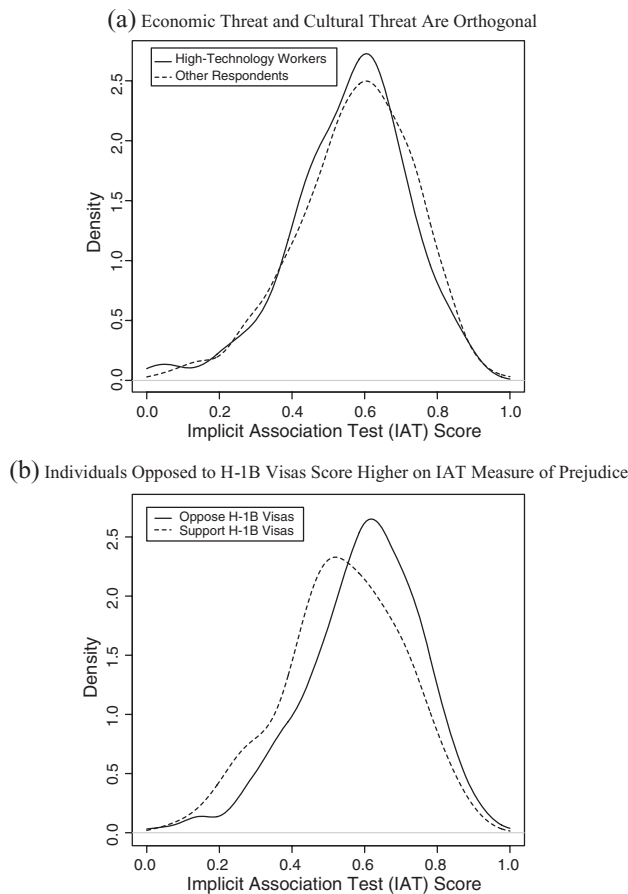 (a) Economic Threat and Cultural Threat Are Orthogonal
High-Technology Workers
Other Respondents
Density
0.0
0.5
1.0
1.5
2.0
2.5
0.0 0.2 0.4 0.6 0.8 1.0
Implicit Association Test (IAT) Score
(b) Individuals Opposed to H-1B Visas Score Higher on IAT Measure of Prejudice
Oppose H-1B Visas
Support H-1B Visas
Density
0.0
0.5
1.0
1.5
2.0
2.5
0.0 0.2 0.4 0.6 0.8 1.0
Implicit Association Test (IAT) Score